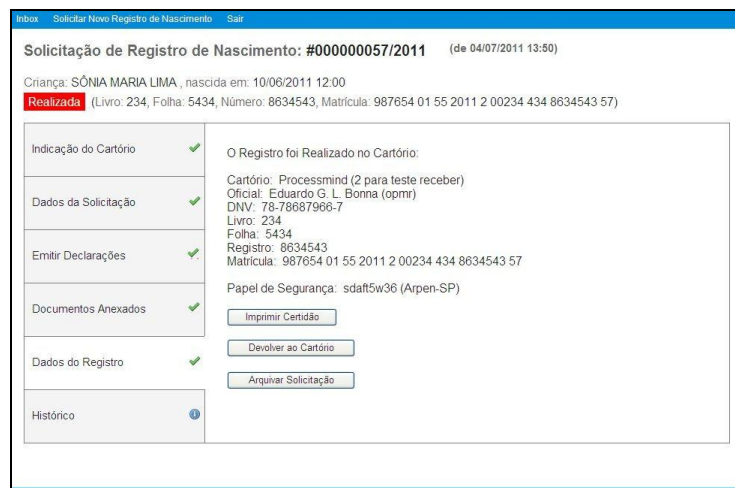 Inbox Solicitar Novo Registro de Nascimento Sair
Solicitação de Registro de Nascimento: #000000057/2011 (de 04/07/2011 13:50)
Criança: SÔNIA MARIA LIMA , nascida em: 10/06/2011 12:00
Realizada (Livro: 234, Folha: 5434, Número: 8634543, Matrícula: 987654 01 55 2011 2 00234 434 8634543 57)
Indicação do Cartório
Dados da Solicitação
Emitir Declarações
Documentos Anexados
Dados do Registro
Histórico
O Registro foi Realizado no Cartório:
Cartório: Processmind (2 para teste receber)
Oficial: Eduardo G. L. Bonna (opmr)
DNV: 78-78687966-7
Livro: 234
Folha: 5434
Registro: 8634543
Matrícula: 987654 01 55 2011 2 00234 434 8634543 57
Papel de Segurança: sdaft5w36 (Arpen-SP)
Imprimir Certidão
Devolver ao Cartório
Arquivar Solicitação